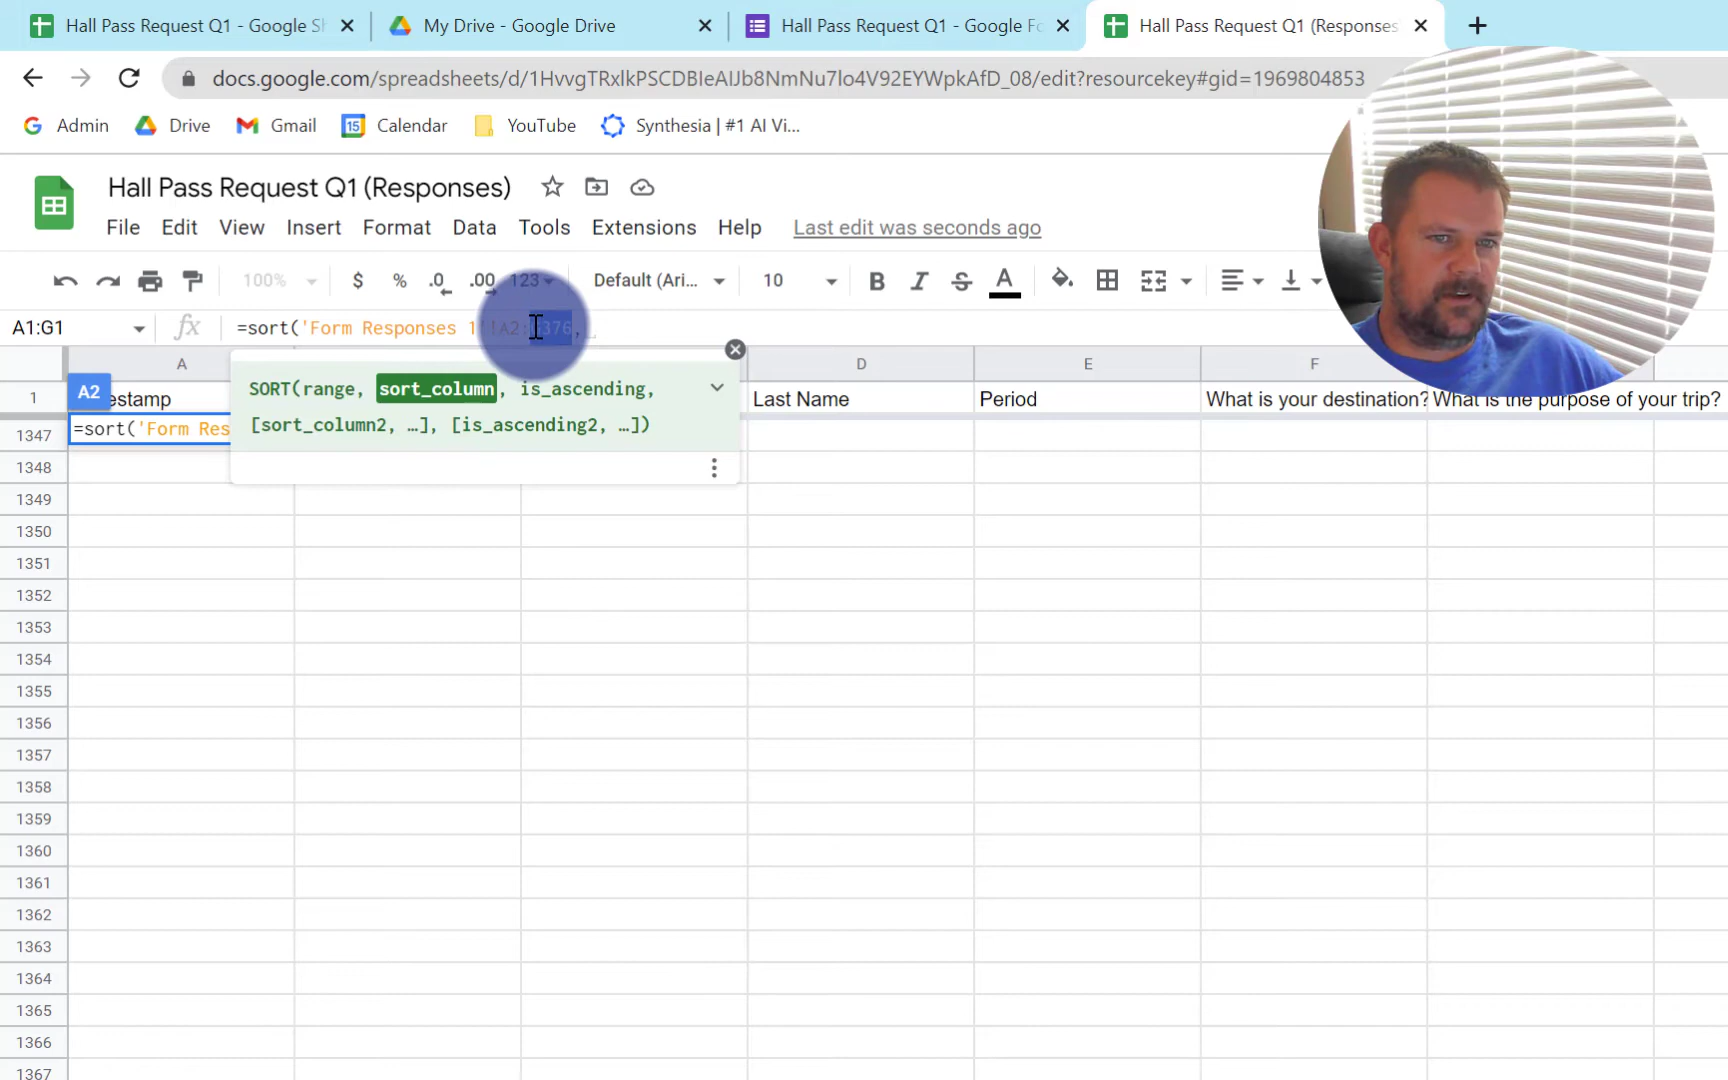 Hall Pass Request Q1 - Google Sh
My Drive - Google Drive
Hall Pass Request Q1 - Google Fo
Hall Pass Request Q1 (Responses
docs.google.com/spreadsheets/d/1HvvgTRxlkPSCDBIeAIJb8NmNu7lo4V92EYWpkAfD_08/edit?resourcekey#gid=1969804853
Admin
Drive
Gmail
Calendar
YouTube
Synthesia | #1 AI Vi...
Hall Pass Request Q1 (Responses)
File Edit View Insert Format Data Tools Extensions Help Last edit was seconds ago
100% $ % .0 .00 123 Default (Ari... 10 B I S A
A1:G1 fx =sort('Form Responses 1'!A2: 376,
A B C D E F
SORT(range, sort_column, is_ascending,
[sort_column2, …], [is_ascending2, …])
A2
1 estamp Last Name Period What is your destination? What is the purpose of your trip?
1347 =sort('Form Res
1348
1349
1350
1351
1352
1353
1354
1355
1356
1357
1358
1359
1360
1361
1362
1363
1364
1365
1366
1367